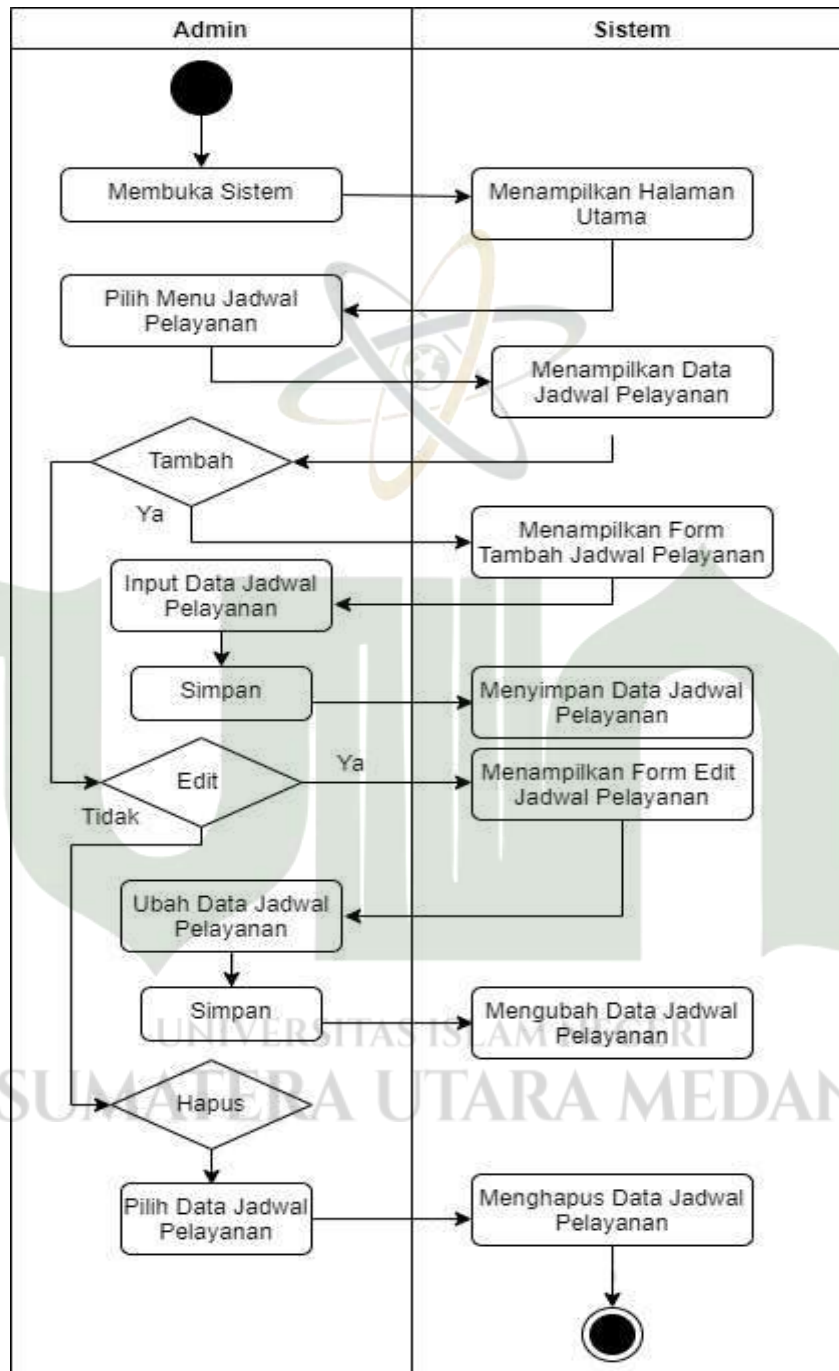 Admin
Sistem
Membuka Sistem
Menampilkan Halaman
Utama
Pilih Menu Jadwal
Pelayanan
Menampilkan Data
Jadwal Pelayanan
Tambah
Ya
Menampilkan Form
Tambah Jadwal Pelayanan
Input Data Jadwal
Pelayanan
Simpan
Menyimpan Data Jadwal
Pelayanan
Edit
Ya
Menampilkan Form Edit
Jadwal Pelayanan
Tidak
Ubah Data Jadwal
Pelayanan
Simpan
Mengubah Data Jadwal
Pelayanan
UNIVERSITAS ISLAM NEGERI
SUMATERA UTARA MEDAN
Hapus
Pilih Data Jadwal
Pelayanan
Menghapus Data Jadwal
Pelayanan